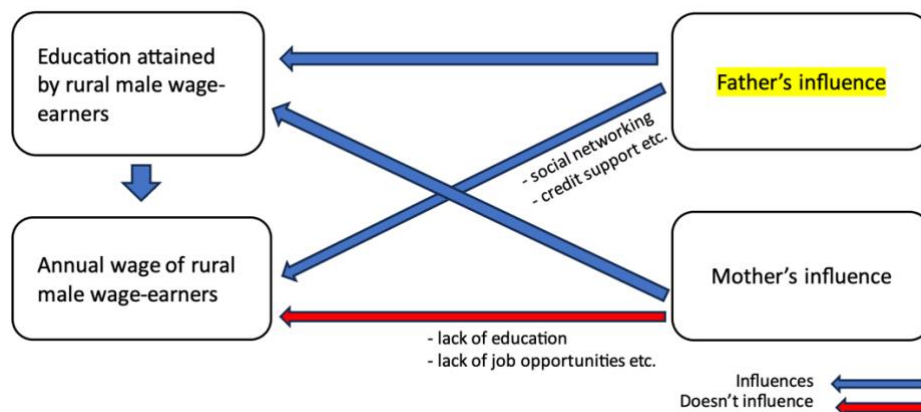 Education attained
by rural male wage-
earners
Father's influence
- social networking
- credit support etc.
Annual wage of rural
male wage-earners
Mother's influence
- lack of education
- lack of job opportunities etc.
Influences
Doesn't influence